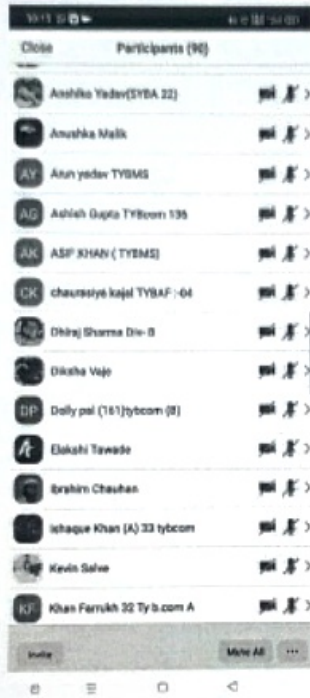 Close Participants (90)
Anshika Yadav(SYBA 22)
Anushka Malik
AY Arun yadav TYBMS
AG Ashish Gupta TYBcom 136
AK ASIF KHAN ( TYBMS)
CK chaurasiya kajal TYBAF :-04
Dhiraj Sharma Div- B
Diksha Vaje
DP Dolly pal (161)tybcom (B)
Elakshi Tawade
Ibrahim Chauhan
ishaque Khan (A) 33 tybcom
Kevin Salve
KF Khan Farrukh 32 Ty b.com A
Invite Mute All ...